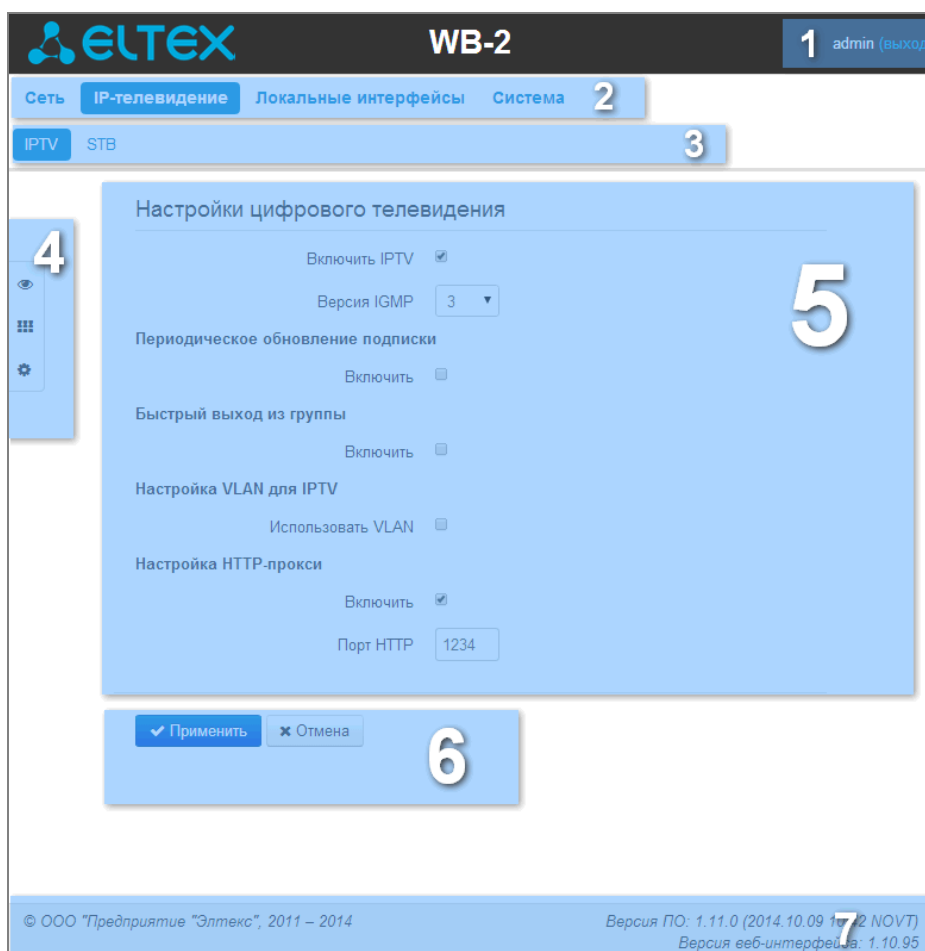 ELTEX WB-2 1 admin (выход
Сеть IP-телевидение Локальные интерфейсы Система 2
IPTV STB 3
Настройки цифрового телевидения
4
5
Включить IPTV
Версия IGMP 3
Периодическое обновление подписки
Включить
Быстрый выход из группы
Включить
Настройка VLAN для IPTV
Использовать VLAN
Настройка HTTP-прокси
Включить
Порт HTTP 1234
Применить Отмена
6
© ООО "Предприятие "Элтекс", 2011 – 2014 Версия ПО: 1.11.0 (2014.10.09 NOVT)
7
Версия веб-интерфейса: 1.10.95